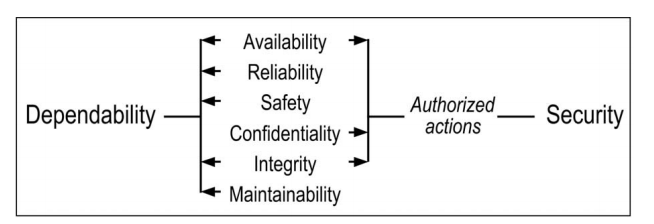 Availability
Reliability
Safety
Dependability
Authorized
actions
Security
Confidentiality
Integrity
Maintainability